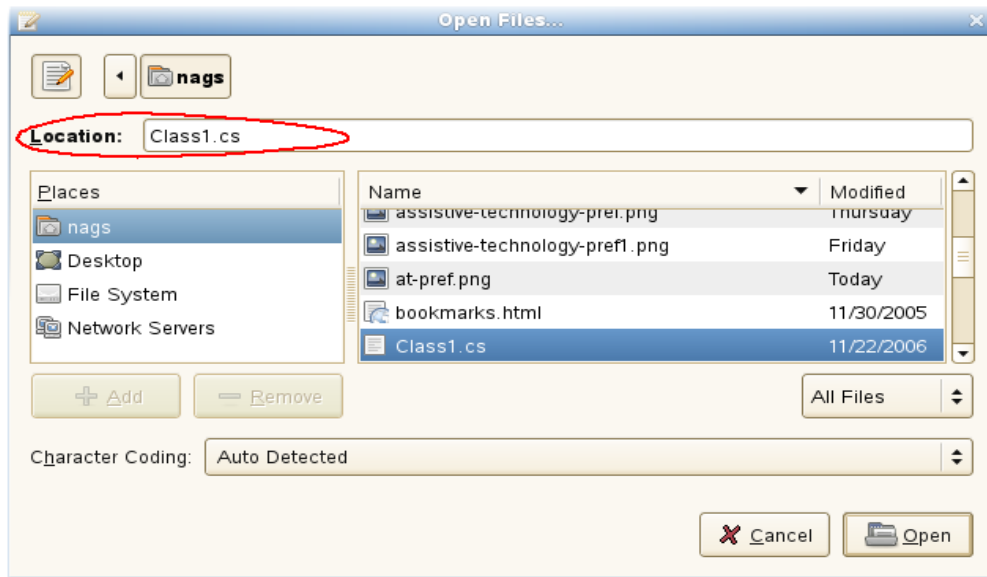 Open Files...
nags
Location: Class1.cs
Places
nags
Desktop
File System
Network Servers
Name Modified
assistive-technology-pref.png Thursday
assistive-technology-pref1.png Friday
at-pref.png Today
bookmarks.html 11/30/2005
Class1.cs 11/22/2006
Add Remove All Files
Character Coding: Auto Detected
Cancel Open